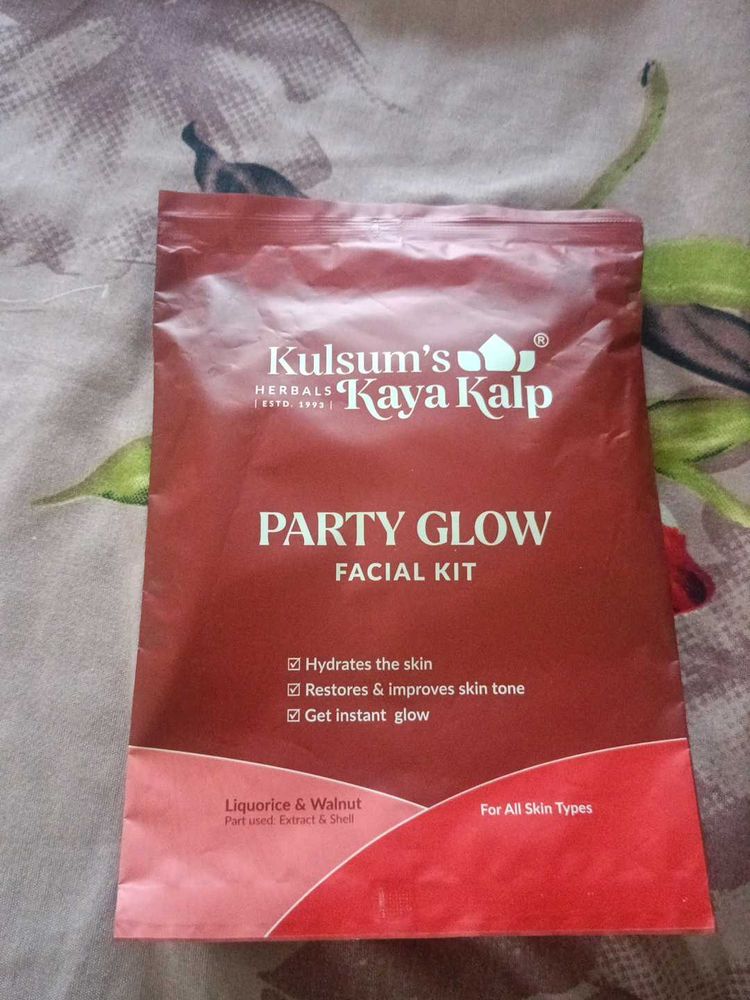 Kulsum's ®
HERBALS Kaya Kalp
| ESTD. 1993 |
PARTY GLOW
FACIAL KIT
☑ Hydrates the skin
☑ Restores & improves skin tone
☑ Get instant glow
Liquorice & Walnut
Part used: Extract & Shell
For All Skin Types